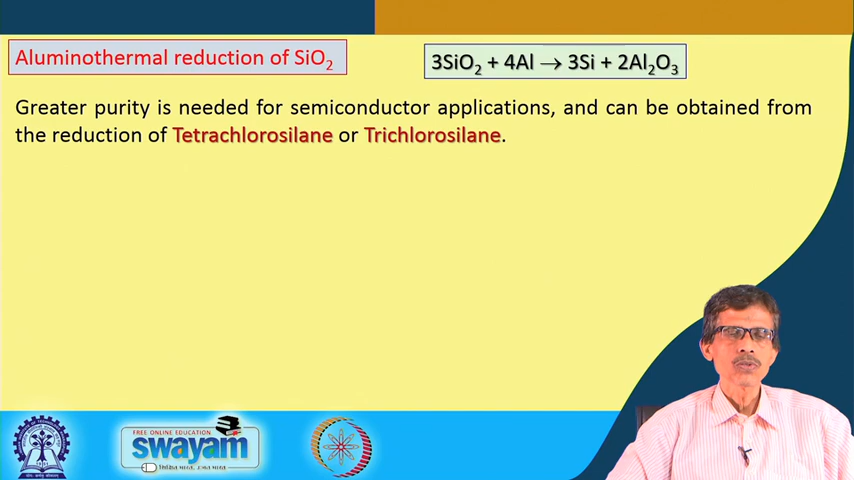 Aluminothermal reduction of SiO₂
3SiO₂ + 4Al → 3Si + 2Al₂O₃
Greater purity is needed for semiconductor applications, and can be obtained from
the reduction of Tetrachlorosilane or Trichlorosilane.
FREE ONLINE EDUCATION
swayam